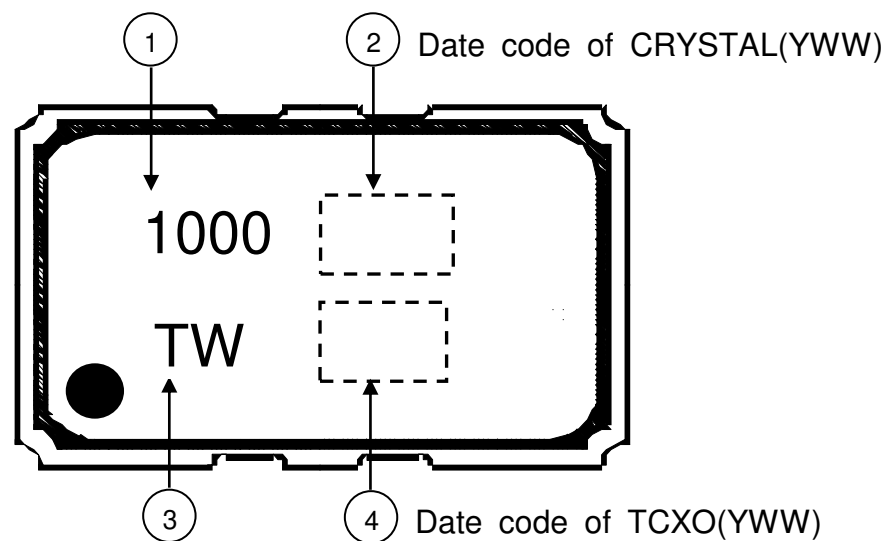 1 2 Date code of CRYSTAL(YWW)
1000
TW
3 4 Date code of TCXO(YWW)